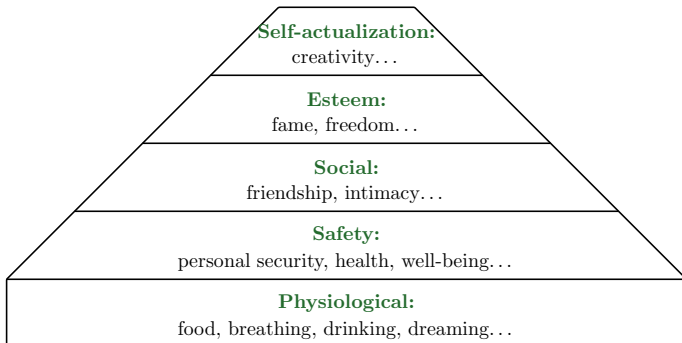 Self-actualization:
creativity...
Esteem:
fame, freedom...
Social:
friendship, intimacy...
Safety:
personal security, health, well-being...
Physiological:
food, breathing, drinking, dreaming...